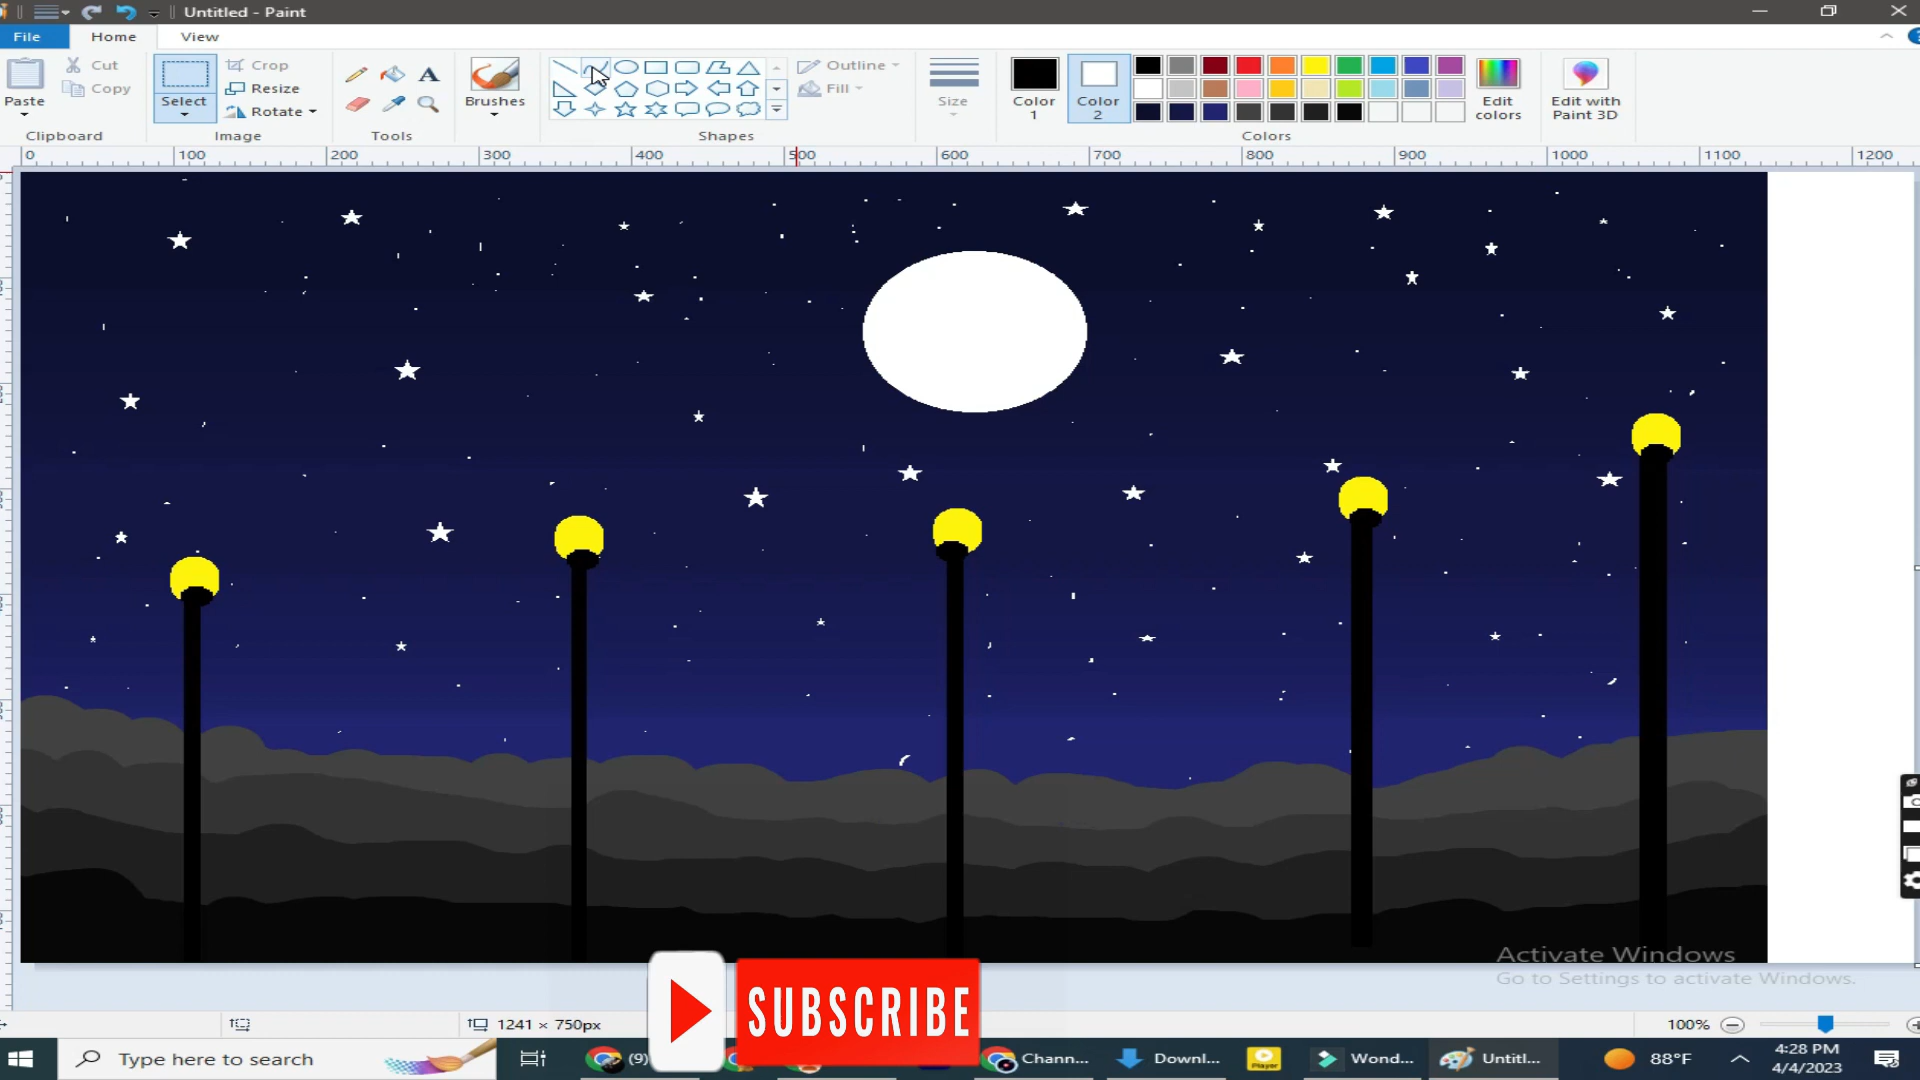 Untitled - Paint
File Home View
Cut
Copy
Paste
Clipboard
Select
Crop
Resize
Rotate
Image
Tools
Brushes
Shapes
Outline
Fill
Size
Color 1
Color 2
Colors
Edit colors
Edit with Paint 3D
0 100 200 300 400 500 600 700 800 900 1000 1100 1200
Activate Windows
Go to Settings to activate Windows.
1241 × 750px
100%
SUBSCRIBE
Type here to search
(9)
Chann...
Downl...
Player
Wond...
Untitl...
88°F
4:28 PM
4/4/2023